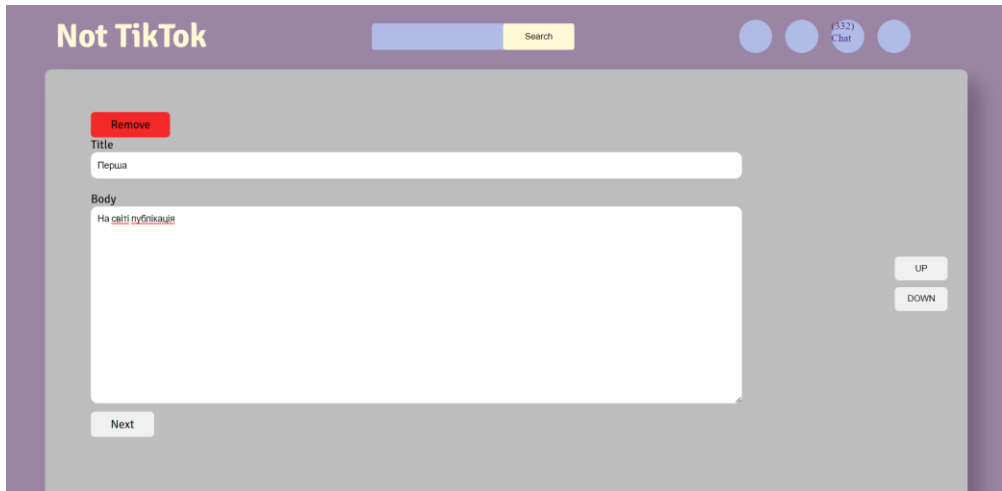 Not TikTok
Search
(332)
Chat
Remove
Title
Перша
Body
На світі публікація
UP
DOWN
Next